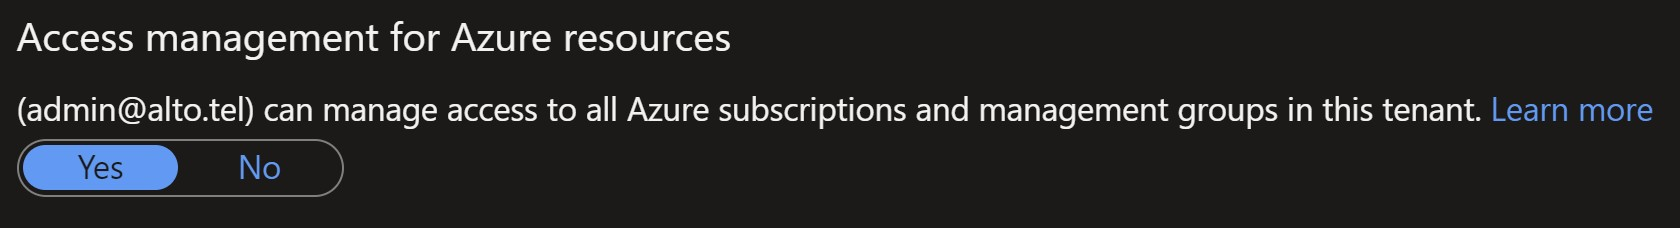 Access management for Azure resources
(admin@alto.tel) can manage access to all Azure subscriptions and management groups in this tenant. Learn more
Yes No